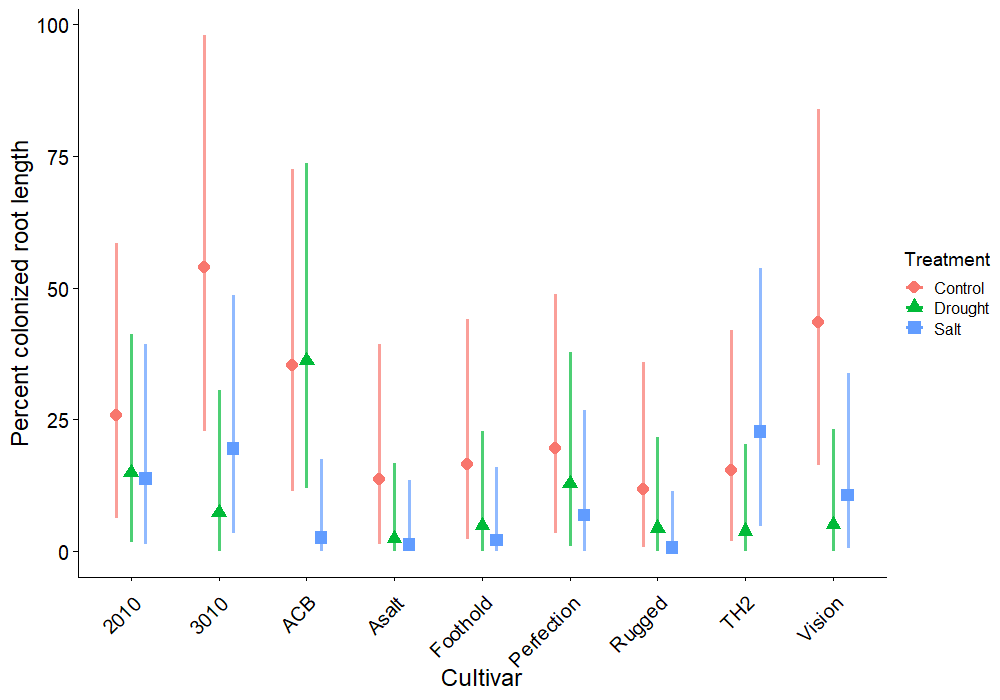 Percent colonized root length
100
75
50
25
0
2010
3010
ACB
Asalt
Foothold
Perfection
Rugged
TH2
Vision
Cultivar
Treatment
Control
Drought
Salt